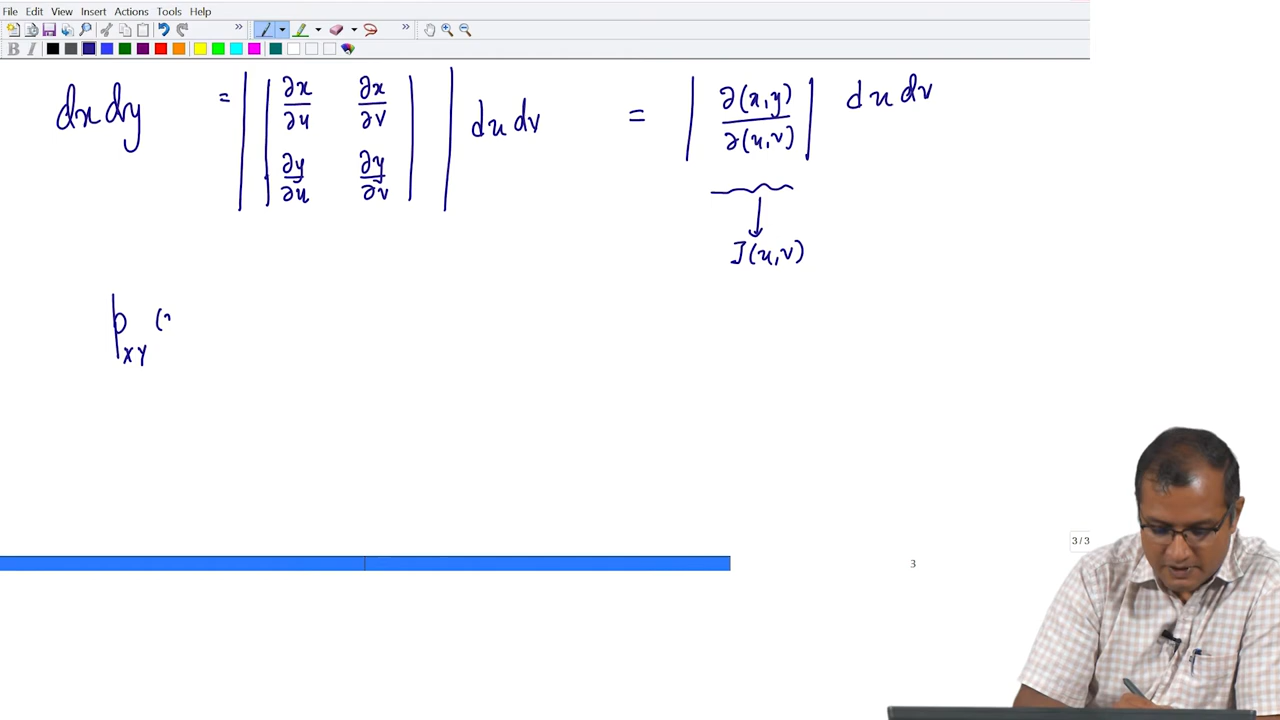 File Edit View Insert Actions Tools Help
» »
B I
dx dy = | | ∂x/∂u ∂x/∂v ∂y/∂u ∂y/∂v | | du dv = | ∂(x,y)/∂(u,v) | du dv
J(u,v)
p_XY (
3 / 3
3